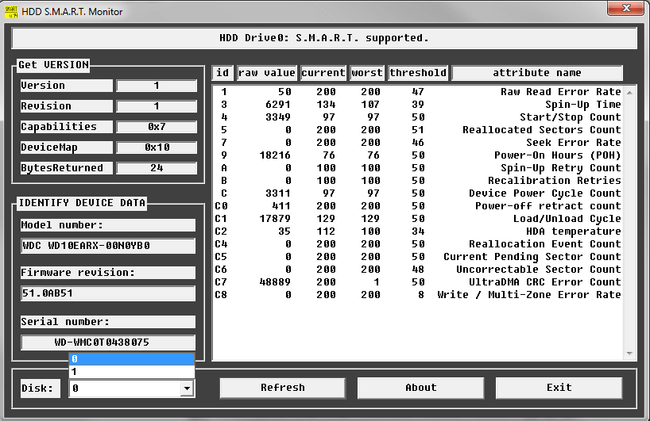 HDD S.M.A.R.T. Monitor
HDD Drive0: S.M.A.R.T. supported.
Get VERSION
Version 1
Revision 1
Capabilities 0x7
DeviceMap 0x10
BytesReturned 24
IDENTIFY DEVICE DATA
Model number:
WDC WD10EARX-00N0YB0
Firmware revision:
51.0AB51
Serial number:
WD-WMC0T0438075
id raw value current worst threshold attribute name
1 50 200 200 47 Raw Read Error Rate
3 6291 134 107 39 Spin-Up Time
4 3349 97 97 50 Start/Stop Count
5 0 200 200 51 Reallocated Sectors Count
7 0 200 200 46 Seek Error Rate
9 18216 76 76 50 Power-On Hours (POH)
A 0 100 100 50 Spin-Up Retry Count
B 0 100 100 50 Recalibration Retries
C 3311 97 97 50 Device Power Cycle Count
C0 411 200 200 50 Power-off retract count
C1 17879 129 129 50 Load/Unload Cycle
C2 35 112 100 34 HDA temperature
C4 0 200 200 50 Reallocation Event Count
C5 0 200 200 50 Current Pending Sector Count
C6 0 200 200 48 Uncorrectable Sector Count
C7 48889 200 1 50 UltraDMA CRC Error Count
C8 0 200 200 8 Write / Multi-Zone Error Rate
0
1
Disk: 0
Refresh
About
Exit